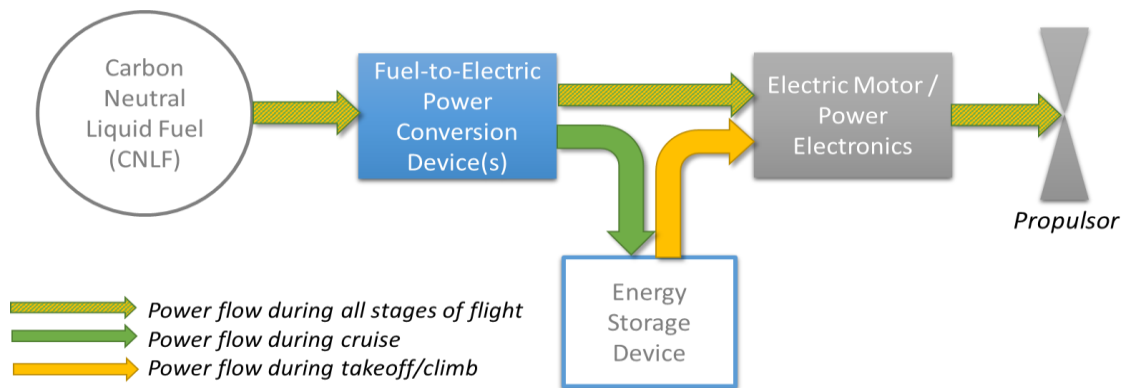 Carbon
Neutral
Liquid Fuel
(CNLF)
Fuel-to-Electric
Power
Conversion
Device(s)
Electric Motor /
Power
Electronics
Propulsor
Energy
Storage
Device
Power flow during all stages of flight
Power flow during cruise
Power flow during takeoff/climb